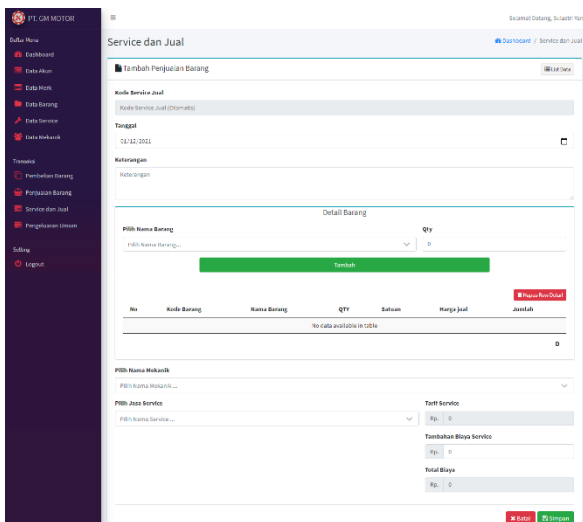 PT. GM MOTOR
Selamat Datang, Sulastri Yan
Daftar Menu
Dashboard
Data Akun
Data Merk
Data Barang
Data Service
Data Mekanik
Transaksi
Pembelian Barang
Penjualan Barang
Service dan Jual
Pengeluaran Umum
Setting
Logout
Service dan Jual
Dashboard / Service dan Jual
Tambah Penjualan Barang
List Data
Kode Service Jual
Kode Service Jual (Otomatis)
Tanggal
01/12/2021
Keterangan
Keterangan
Detail Barang
Pilih Nama Barang
Qty
Pilih Nama Barang...
0
Tambah
Hapus Row Detail
No Kode Barang Nama Barang QTY Satuan Harga jual Jumlah
No data available in table
0
Pilih Nama Mekanik
Pilih Nama Mekanik ...
Pilih Jasa Service
Tarif Service
Pilih Nama Service ...
Rp. 0
Tambahan Biaya Service
Rp. 0
Total Biaya
Rp. 0
Batal
Simpan